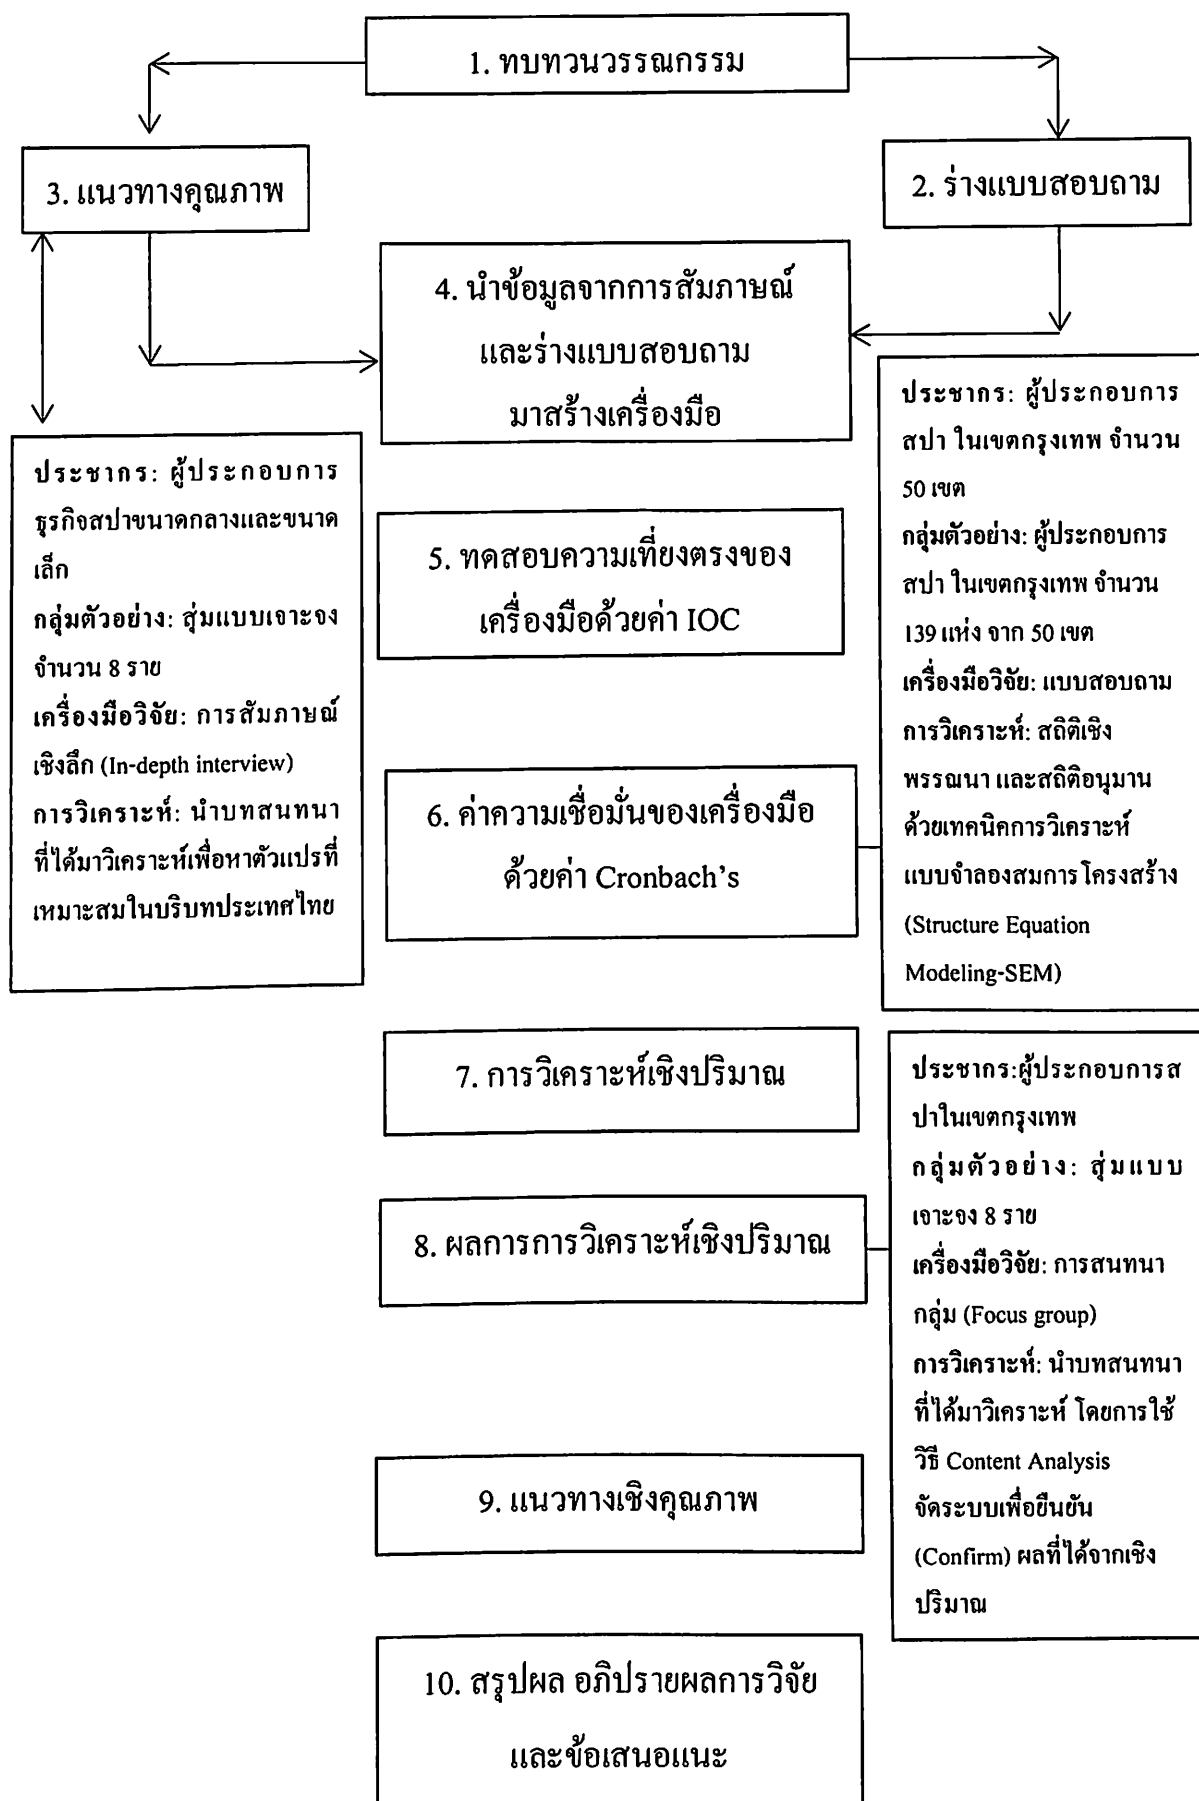 1. ทบทวนวรรณกรรม
3. แนวทางคุณภาพ
2. ร่างแบบสอบถาม
4. นำข้อมูลจากการสัมภาษณ์
และร่างแบบสอบถาม
มาสร้างเครื่องมือ
ประชากร: ผู้ประกอบการ
ธุรกิจสปาขนาดกลางและขนาด
เล็ก
กลุ่มตัวอย่าง: สุ่มแบบเจาะจง
จำนวน 8 ราย
เครื่องมือวิจัย: การสัมภาษณ์
เชิงลึก (In-depth interview)
การวิเคราะห์: นำบทสนทนา
ที่ได้มาวิเคราะห์เพื่อหาตัวแปรที่
เหมาะสมในบริบทประเทศไทย
ประชากร: ผู้ประกอบการ
สปา ในเขตกรุงเทพ จำนวน
50 เขต
กลุ่มตัวอย่าง: ผู้ประกอบการ
สปา ในเขตกรุงเทพ จำนวน
139 แห่ง จาก 50 เขต
เครื่องมือวิจัย: แบบสอบถาม
การวิเคราะห์: สถิติเชิง
พรรณนา และสถิติอนุมาน
ด้วยเทคนิคการวิเคราะห์
แบบจำลองสมการโครงสร้าง
(Structure Equation
Modeling-SEM)
5. ทดสอบความเที่ยงตรงของ
เครื่องมือด้วยค่า IOC
6. ค่าความเชื่อมั่นของเครื่องมือ
ด้วยค่า Cronbach's
7. การวิเคราะห์เชิงปริมาณ
8. ผลการการวิเคราะห์เชิงปริมาณ
ประชากร:ผู้ประกอบการส
ปาในเขตกรุงเทพ
กลุ่มตัวอย่าง: สุ่มแบบ
เจาะจง 8 ราย
เครื่องมือวิจัย: การสนทนา
กลุ่ม (Focus group)
การวิเคราะห์: นำบทสนทนา
ที่ได้มาวิเคราะห์ โดยการใช้
วิธี Content Analysis
จัดระบบเพื่อยืนยัน
(Confirm) ผลที่ได้จากเชิง
ปริมาณ
9. แนวทางเชิงคุณภาพ
10. สรุปผล อภิปรายผลการวิจัย
และข้อเสนอแนะ